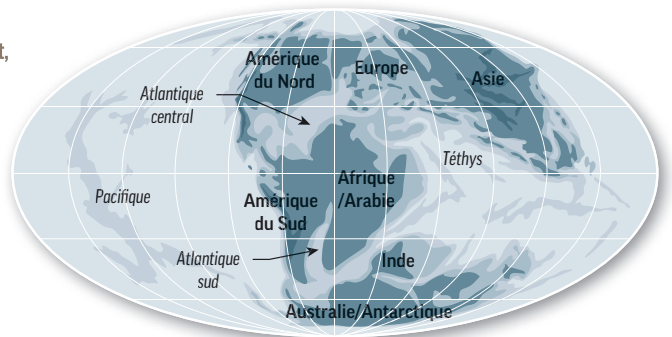 t,
Amérique
du Nord
Europe
Asie
Atlantique
central
Téthys
Pacifique
Afrique
/Arabie
Amérique
du Sud
Atlantique
sud
Inde
Australie/Antarctique